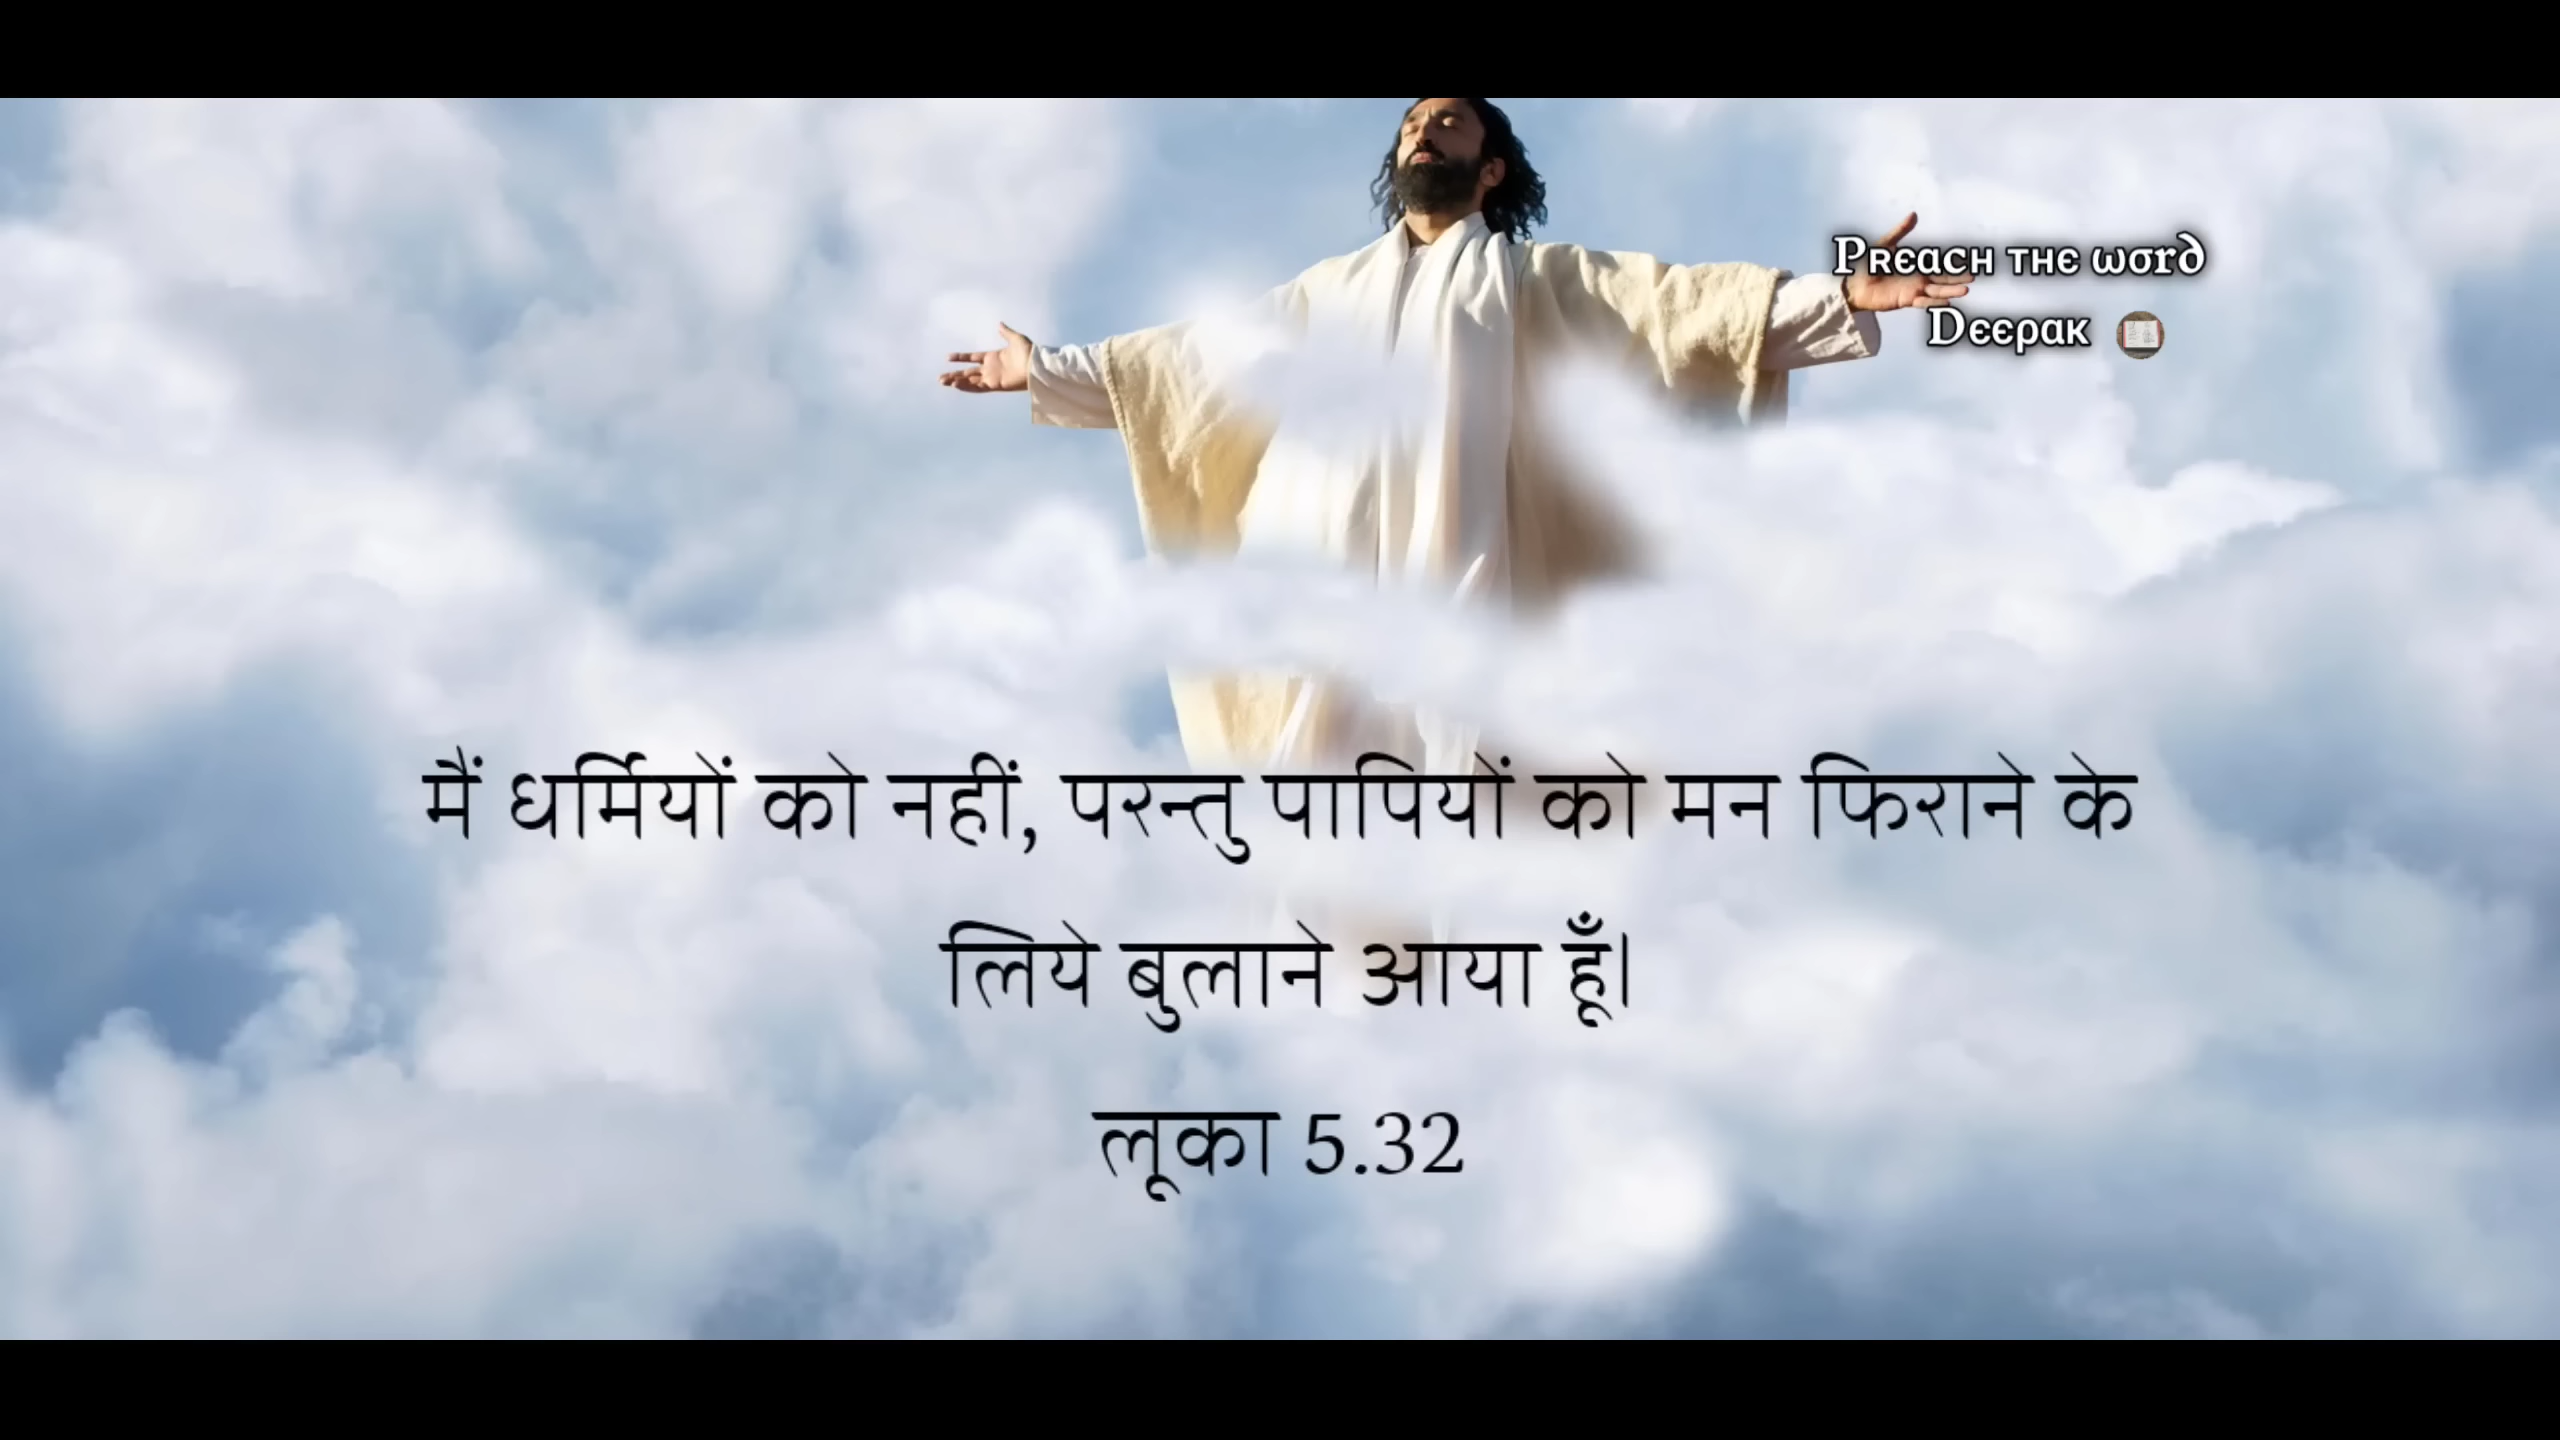 Preach the word
Deepak
मैं धर्मियों को नहीं, परन्तु पापियों को मन फिराने के
लिये बुलाने आया हूँ।
लूका 5.32